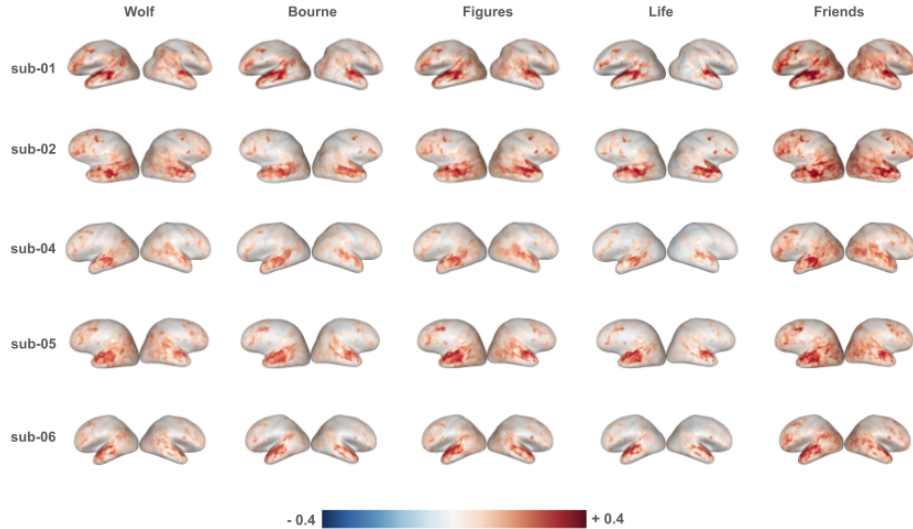 Wolf Bourne Figures Life Friends
sub-01
sub-02
sub-04
sub-05
sub-06
- 0.4 + 0.4